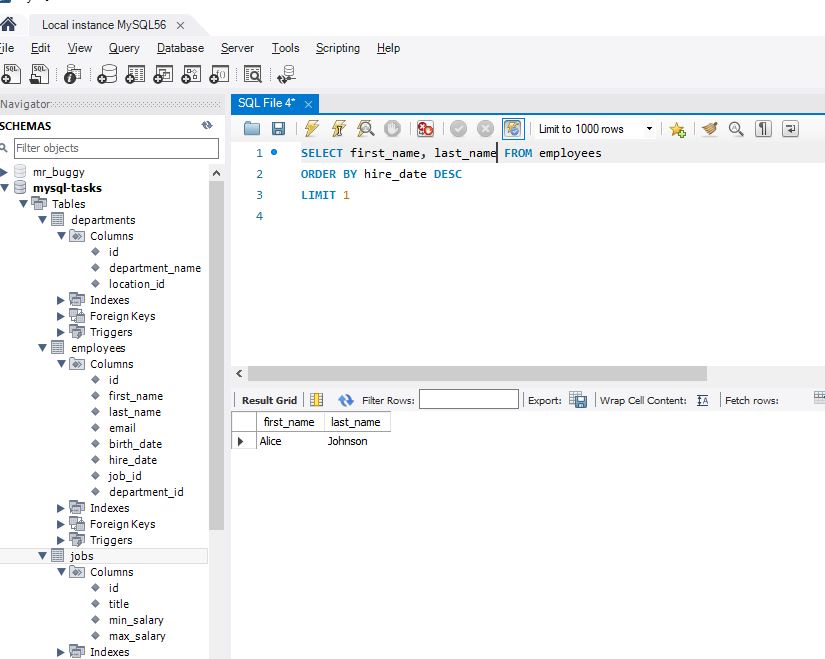 Local instance MySQL56
File Edit View Query Database Server Tools Scripting Help
Navigator
SCHEMAS
Filter objects
mr_buggy
mysql-tasks
Tables
departments
Columns
id
department_name
location_id
Indexes
Foreign Keys
Triggers
employees
Columns
id
first_name
last_name
email
birth_date
hire_date
job_id
department_id
Indexes
Foreign Keys
Triggers
jobs
Columns
id
title
min_salary
max_salary
Indexes
SQL File 4*
Limit to 1000 rows
1 SELECT first_name, last_name FROM employees
2 ORDER BY hire_date DESC
3 LIMIT 1
4
Result Grid Filter Rows: Export: Wrap Cell Content: Fetch rows:
first_name last_name
Alice Johnson